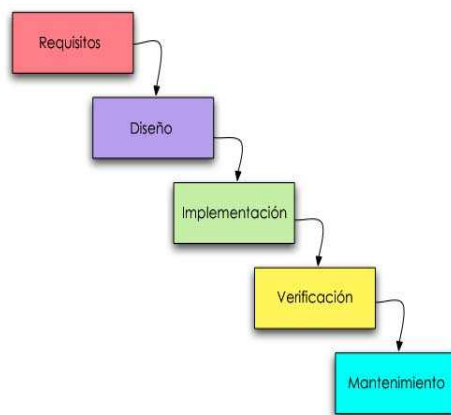 Requisitos
Diseño
Implementación
Verificación
Mantenimiento